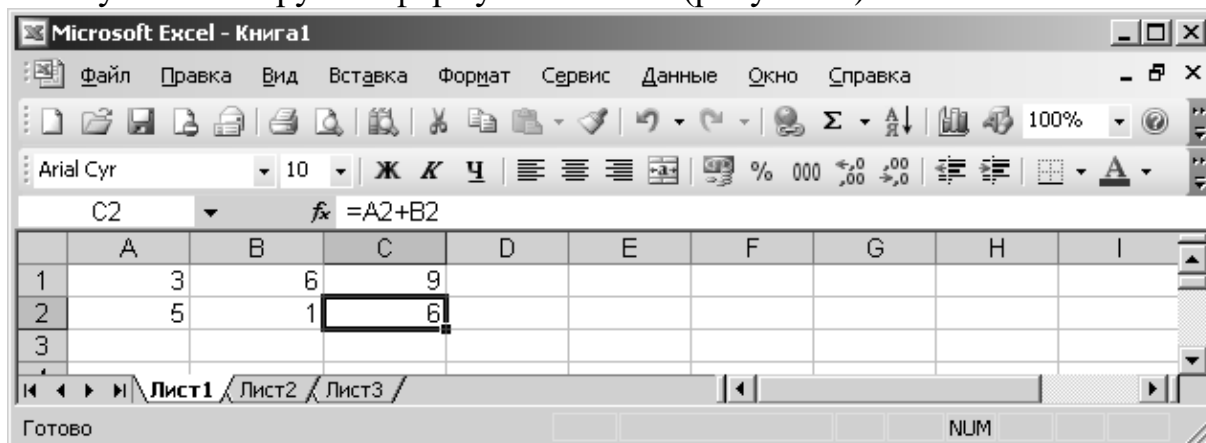 Microsoft Excel - Книга1
Файл Правка Вид Вставка Формат Сервис Данные Окно Справка
Σ 100%
Arial Cyr 10 Ж К Ч % 000
C2 fx =A2+B2
A B C D E F G H I
1 3 6 9
2 5 1 6
3
Лист1 Лист2 Лист3
Готово NUM